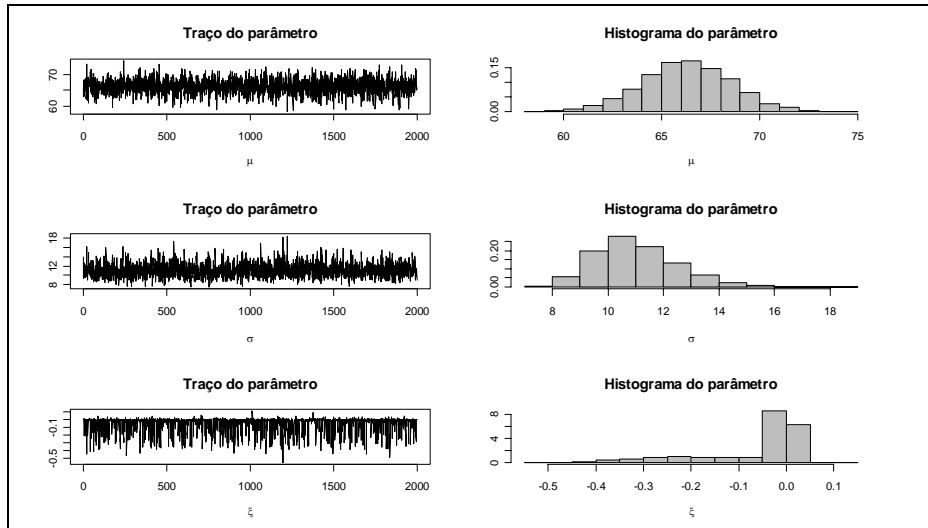 Traço do parâmetro
70
60
0 500 1000 1500 2000
μ
Histograma do parâmetro
0.15
0.00
60 65 70 75
μ
Traço do parâmetro
18
12
8
0 500 1000 1500 2000
σ
Histograma do parâmetro
0.20
0.00
8 10 12 14 16 18
σ
Traço do parâmetro
-0.1
-0.5
0 500 1000 1500 2000
ξ
Histograma do parâmetro
8
4
0
-0.5 -0.4 -0.3 -0.2 -0.1 0.0 0.1
ξ